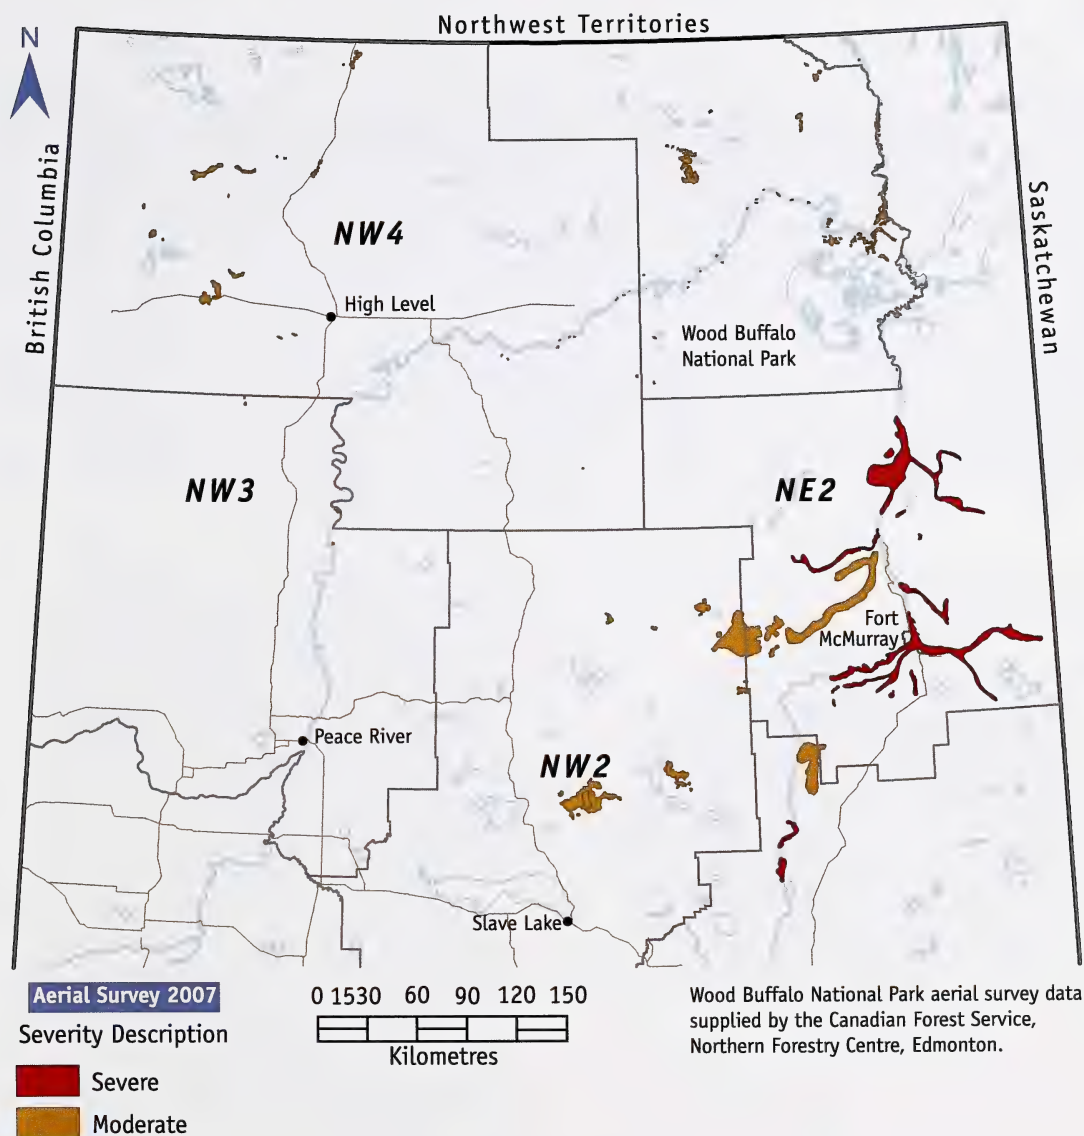 Northwest Territories
N
British Columbia
Saskatchewan
NW4
High Level
Wood Buffalo
National Park
NW3
NE2
Fort
McMurray
Peace River
NW2
Slave Lake
Aerial Survey 2007
Severity Description
Severe
Moderate
0 1530 60 90 120 150
Kilometres
Wood Buffalo National Park aerial survey data
supplied by the Canadian Forest Service,
Northern Forestry Centre, Edmonton.